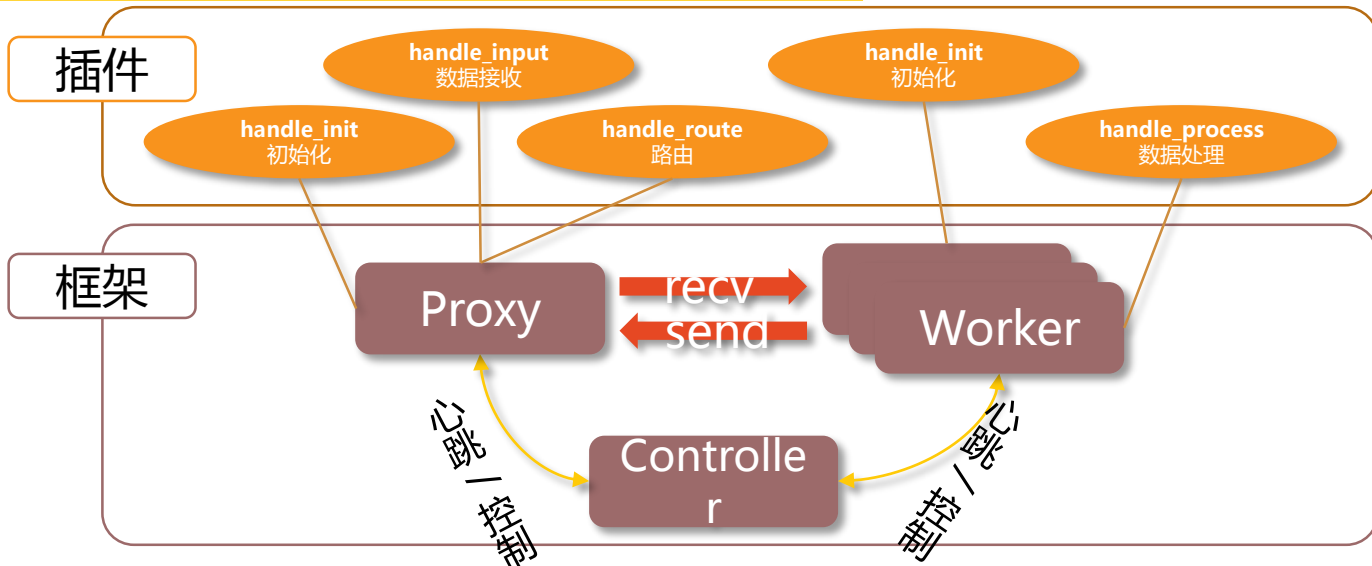 插件
handle_input
数据接收
handle_init
初始化
handle_init
初始化
handle_route
路由
handle_process
数据处理
框架
Proxy
recv
send
Worker
心跳/控制
Controlle
r
心跳/控制